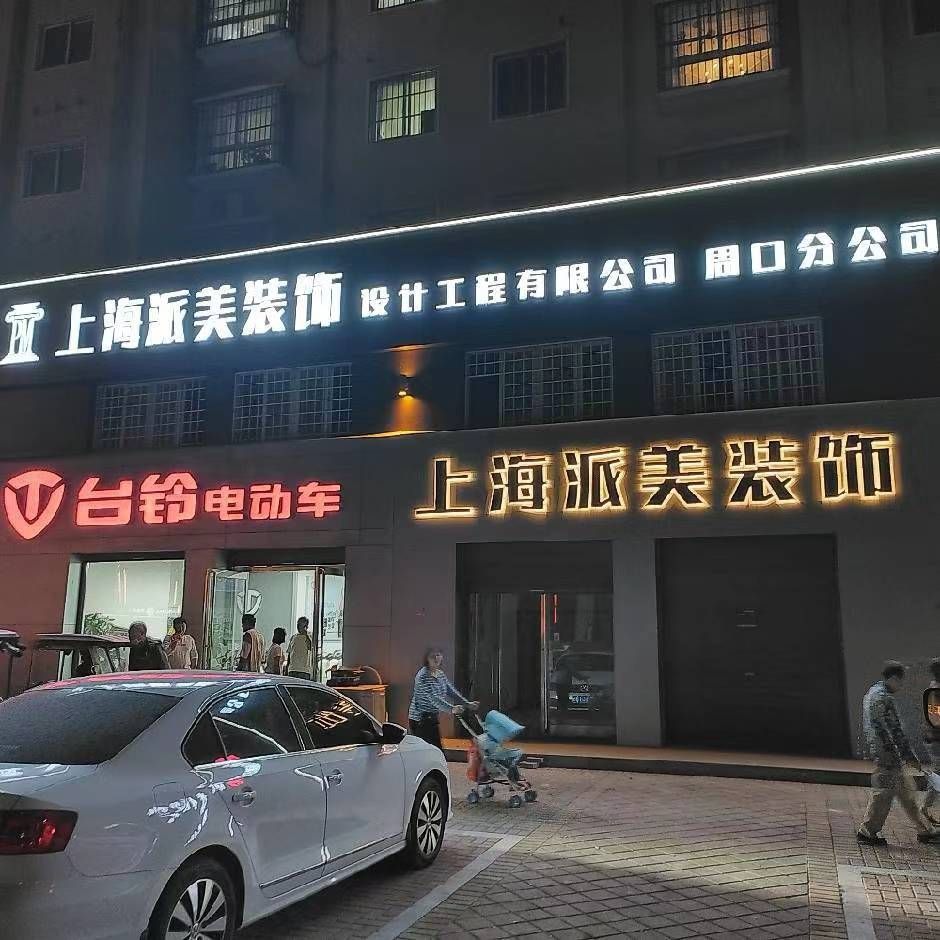 上海派美装饰 设计工程有限公司 周口分公司
台铃电动车
上海派美装饰